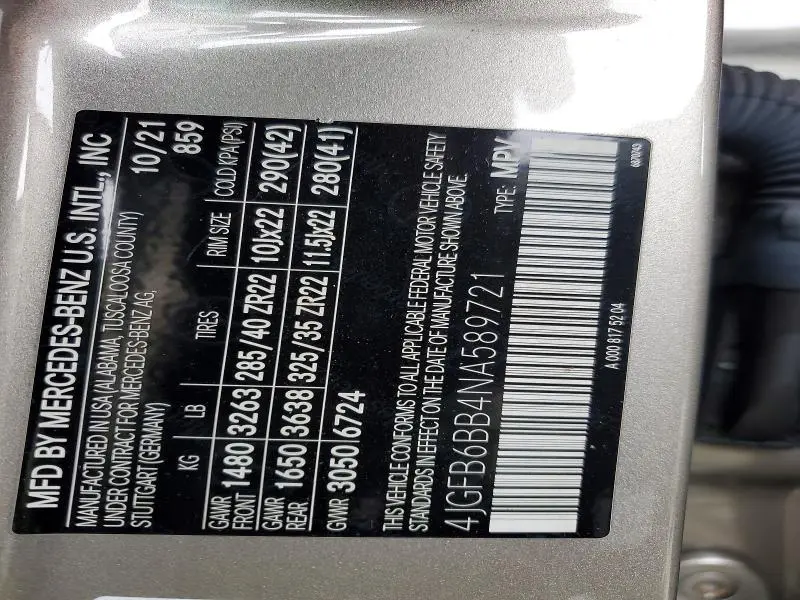 MFD BY MERCEDES-BENZ U.S. INTL., INC
MANUFACTURED IN USA (ALABAMA, TUSCALOOSA COUNTY) 10/21
UNDER CONTRACT FOR MERCEDES-BENZ AG, 859
STUTTGART (GERMANY)
KG LB TIRES RIM SIZE COLD KPA (PSI)
GAWR FRONT 1480 3263 285/40 ZR22 10Jx22 290(42)
GAWR REAR 1650 3638 325/35 ZR22 11.5Jx22 280(41)
GVWR 3050 6724
THIS VEHICLE CONFORMS TO ALL APPLICABLE FEDERAL MOTOR VEHICLE SAFETY
STANDARDS IN EFFECT ON THE DATE OF MANUFACTURE SHOWN ABOVE.
4JGFB6BB4NA589721 TYPE: MPV
A 000 817 52 04